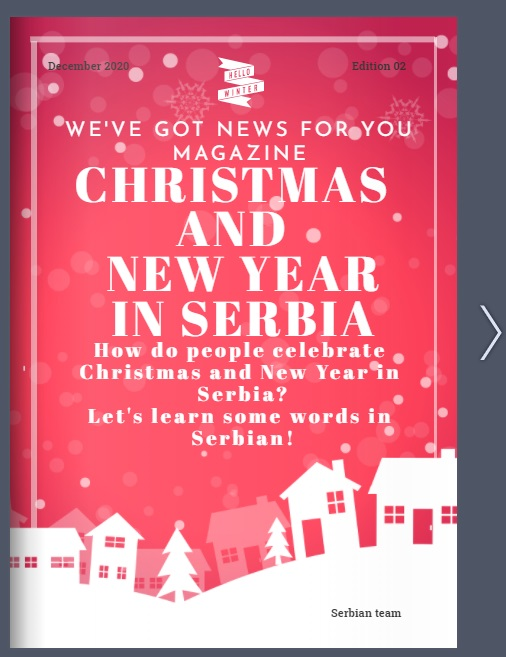 December 2020
Edition 02
HELLO
WINTER
WE'VE GOT NEWS FOR YOU
MAGAZINE
CHRISTMAS
AND
NEW YEAR
IN SERBIA
How do people celebrate
Christmas and New Year in
Serbia?
Let's learn some words in
Serbian!
Serbian team